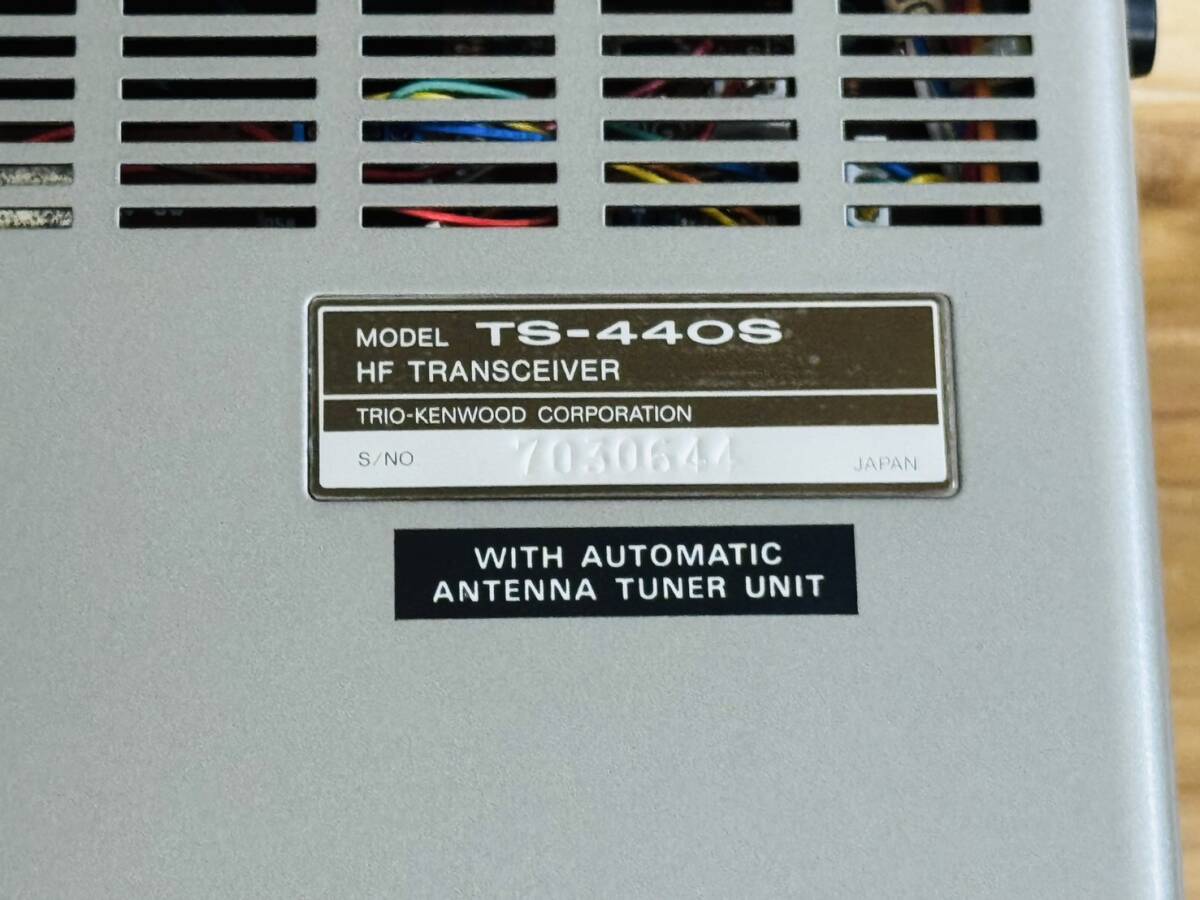 MODEL TS-440S
HF TRANSCEIVER
TRIO-KENWOOD CORPORATION
S/NO 7030644 JAPAN
WITH AUTOMATIC
ANTENNA TUNER UNIT